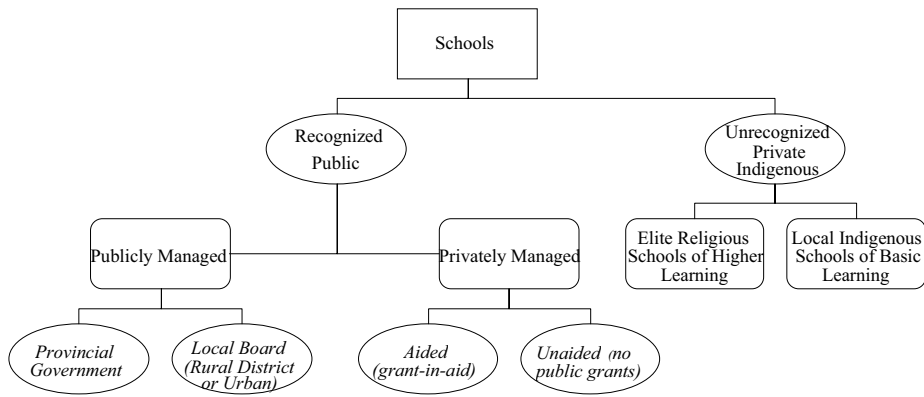 Schools
Recognized
Public
Unrecognized
Private
Indigenous
Publicly Managed
Privately Managed
Elite Religious
Schools of Higher
Learning
Local Indigenous
Schools of Basic
Learning
Provincial
Government
Local Board
(Rural District
or Urban)
Aided
(grant-in-aid)
Unaided (no
public grants)